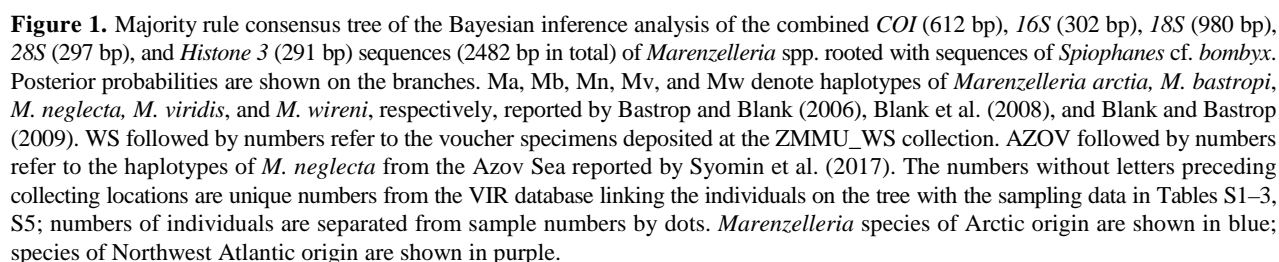 Figure 1. Majority rule consensus tree of the Bayesian inference analysis of the combined COI (612 bp), 16S (302 bp), 18S (980 bp),
28S (297 bp), and Histone 3 (291 bp) sequences (2482 bp in total) of Marenzelleria spp. rooted with sequences of Spiophanes cf. bombyx.
Posterior probabilities are shown on the branches. Ma, Mb, Mn, Mv, and Mw denote haplotypes of Marenzelleria arctia, M. bastropi,
M. neglecta, M. viridis, and M. wireni, respectively, reported by Bastrop and Blank (2006), Blank et al. (2008), and Blank and Bastrop
(2009). WS followed by numbers refer to the voucher specimens deposited at the ZMMU_WS collection. AZOV followed by numbers
refer to the haplotypes of M. neglecta from the Azov Sea reported by Syomin et al. (2017). The numbers without letters preceding
collecting locations are unique numbers from the VIR database linking the individuals on the tree with the sampling data in Tables S1–3,
S5; numbers of individuals are separated from sample numbers by dots. Marenzelleria species of Arctic origin are shown in blue;
species of Northwest Atlantic origin are shown in purple.